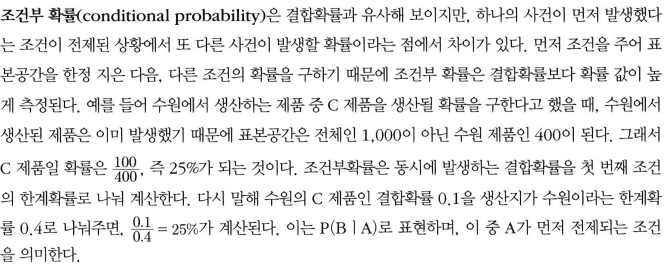 조건부 확률(conditional probability)은 결합확률과 유사해 보이지만, 하나의 사건이 먼저 발생했다
는 조건이 전제된 상황에서 또 다른 사건이 발생할 확률이라는 점에서 차이가 있다. 먼저 조건을 주어 표
본공간을 한정 지은 다음, 다른 조건의 확률을 구하기 때문에 조건부 확률은 결합확률보다 확률 값이 높
게 측정된다. 예를 들어 수원에서 생산하는 제품 중 C 제품을 생산될 확률을 구한다고 했을 때, 수원에서
생산된 제품은 이미 발생했기 때문에 표본공간은 전체인 1,000이 아닌 수원 제품인 400이 된다. 그래서
C 제품일 확률은 100/400, 즉 25%가 되는 것이다. 조건부확률은 동시에 발생하는 결합확률을 첫 번째 조건
의 한계확률로 나눠 계산한다. 다시 말해 수원의 C 제품인 결합확률 0.1을 생산지가 수원이라는 한계확
률 0.4로 나눠주면, 0.1/0.4 = 25%가 계산된다. 이는 P(B | A)로 표현하며, 이 중 A가 먼저 전제되는 조건
을 의미한다.